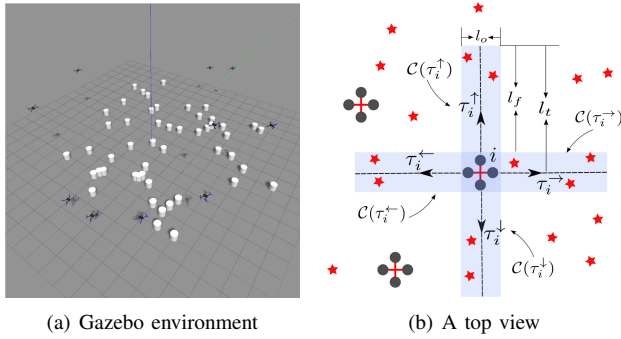 l_o
C(τ_i^↑)
τ_i^↑
l_f
l_t
C(τ_i^→)
τ_i^←
i
τ_i^→
C(τ_i^←)
τ_i^↓
C(τ_i^↓)
(a) Gazebo environment
(b) A top view